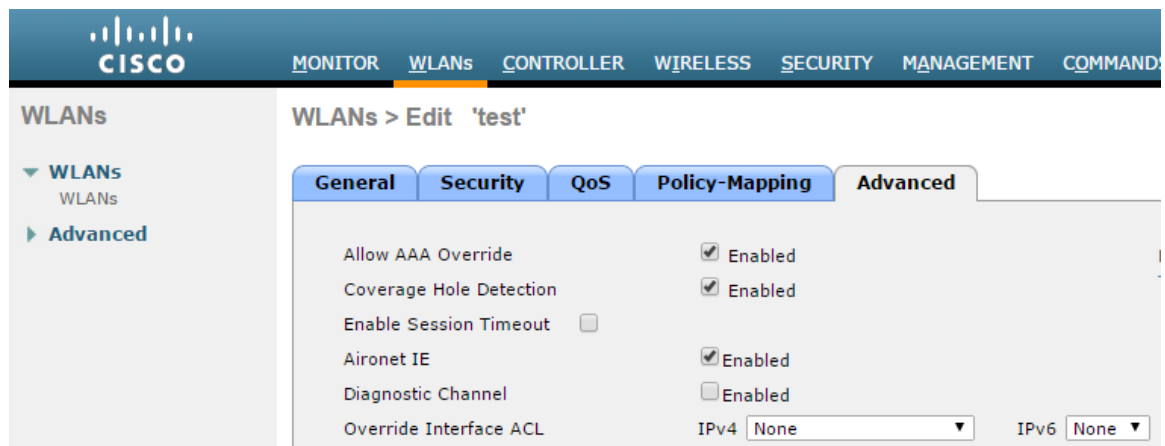 CISCO
MONITOR WLANs CONTROLLER WIRELESS SECURITY MANAGEMENT COMMANDS
WLANs
WLANs > Edit 'test'
WLANs
WLANs
Advanced
General Security QoS Policy-Mapping Advanced
Allow AAA Override Enabled
Coverage Hole Detection Enabled
Enable Session Timeout
Aironet IE Enabled
Diagnostic Channel Enabled
Override Interface ACL IPv4 None IPv6 None